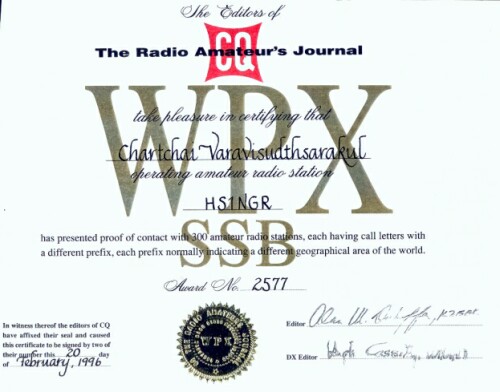 The Editors of
CQ
The Radio Amateur's Journal
WPX
take pleasure in certifying that
Chartchai Varavisudthsarakul
operating amateur radio station
HS1NGR
SSB
has presented proof of contact with 300 amateur radio stations, each having call letters with
a different prefix, each prefix normally indicating a different geographical area of the world.
Award No. 2577
In witness thereof the editors of CQ
have affixed their seal and caused
this certificate to be signed by two of
their number this 20 day
of February, 1996
WPX
Editor
DX Editor